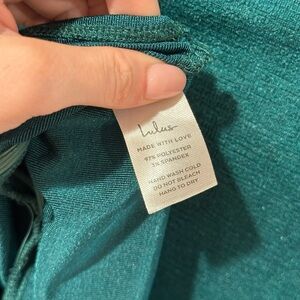 Lulus
MADE WITH LOVE
97% POLYESTER
3% SPANDEX
HAND WASH COLD
DO NOT BLEACH
HANG TO DRY